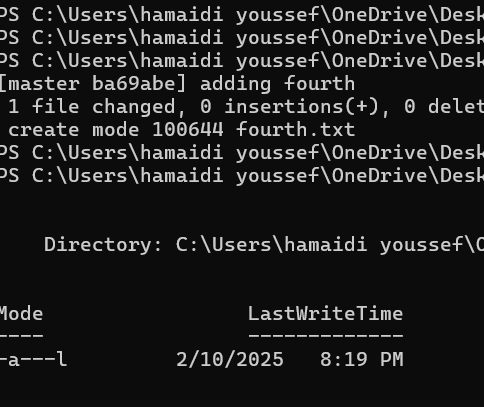 PS C:\Users\hamaidi youssef\OneDrive\Desk
PS C:\Users\hamaidi youssef\OneDrive\Desk
PS C:\Users\hamaidi youssef\OneDrive\Desk
[master ba69abe] adding fourth
 1 file changed, 0 insertions(+), 0 delet
 create mode 100644 fourth.txt
PS C:\Users\hamaidi youssef\OneDrive\Desk
PS C:\Users\hamaidi youssef\OneDrive\Desk
    Directory: C:\Users\hamaidi youssef\O
Mode                 LastWriteTime
----                 -------------
-a---l         2/10/2025   8:19 PM